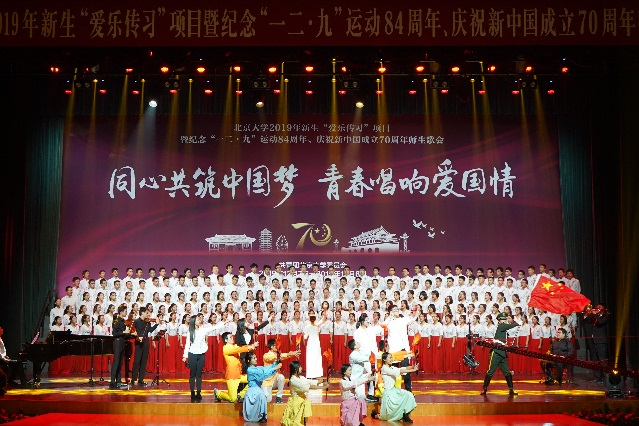 019年新生“爱乐传习”项目暨纪念“一二·九”运动84周年、庆祝新中国成立70周年
北京大学2019年新生“爱乐传习”项目
暨纪念“一二·九”运动84周年、庆祝新中国成立70周年师生歌会
同心共筑中国梦 青春唱响爱国情
70